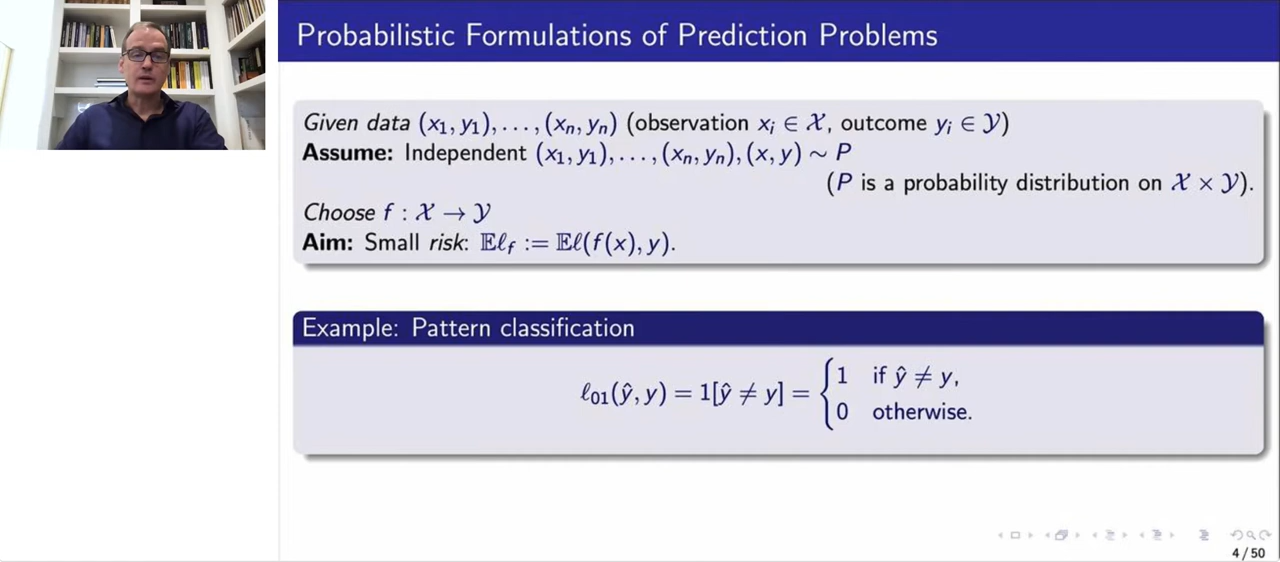 Probabilistic Formulations of Prediction Problems
Given data (x₁, y₁), . . . , (xₙ, yₙ) (observation xᵢ ∈ 𝒳, outcome yᵢ ∈ 𝒴)
Assume: Independent (x₁, y₁), . . . , (xₙ, yₙ), (x, y) ∼ P
(P is a probability distribution on 𝒳 × 𝒴).
Choose f : 𝒳 → 𝒴
Aim: Small risk: 𝔼ℓ_f := 𝔼ℓ(f(x), y).
Example: Pattern classification
ℓ₀₁(ŷ, y) = 1[ŷ ≠ y] = { 1 if ŷ ≠ y,
0 otherwise.
4 / 50